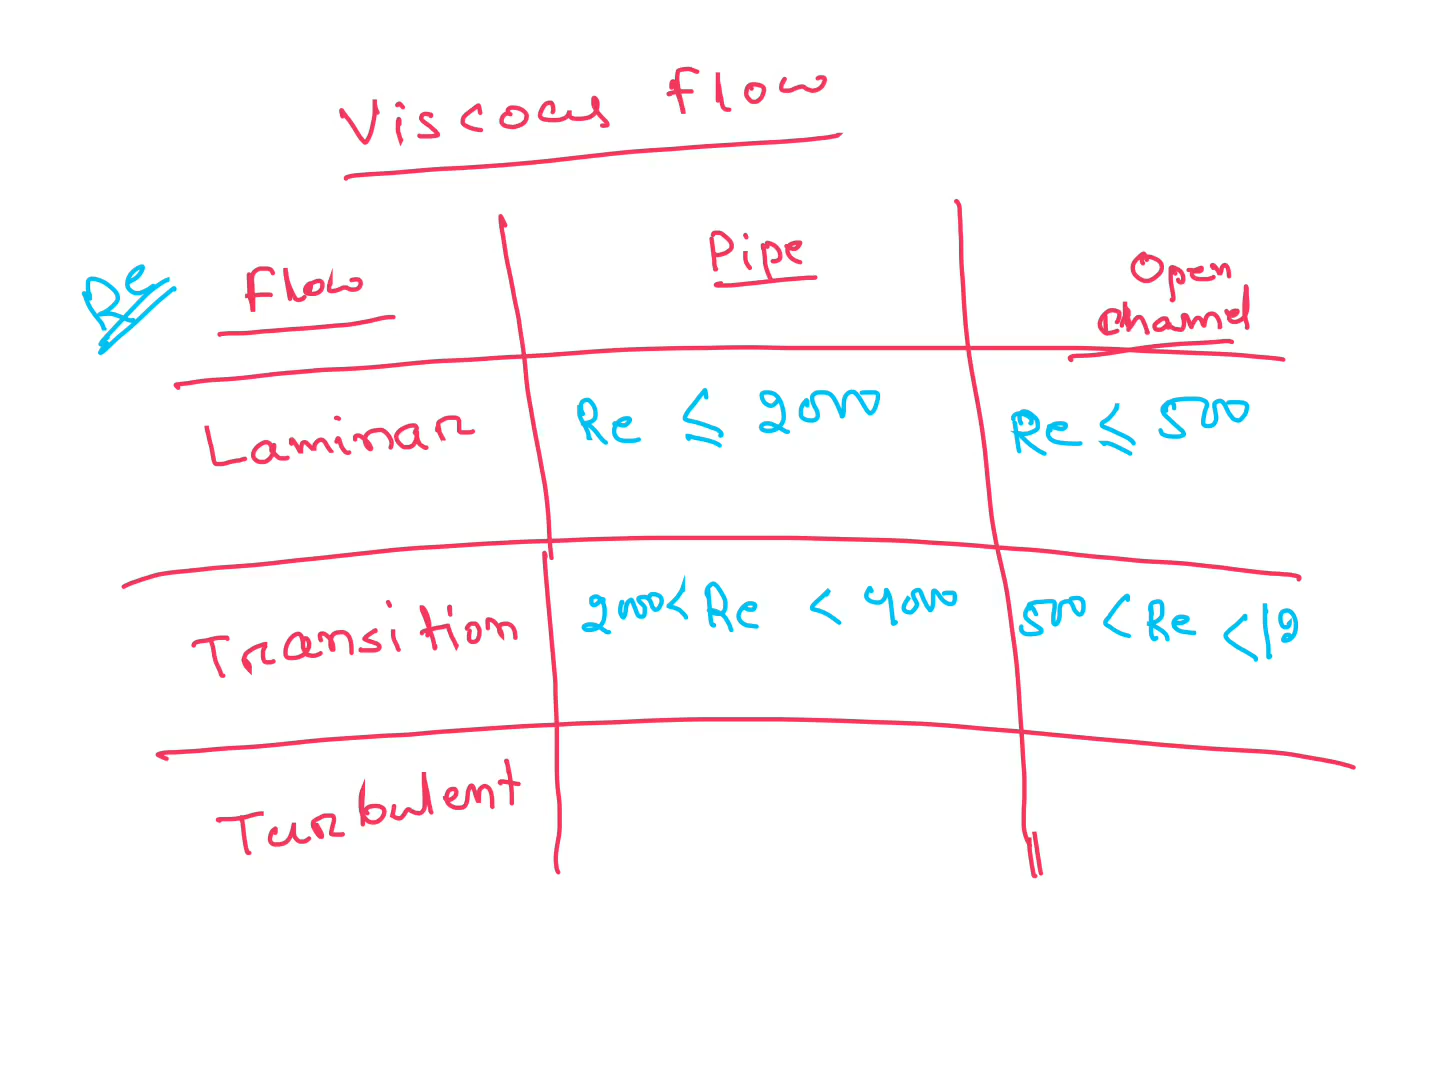 Viscous flow
Re Flow Pipe Open
channel
Laminar Re ≤ 2000 Re ≤ 500
Transition 2000 < Re < 4000 500 < Re < 12
Turbulent